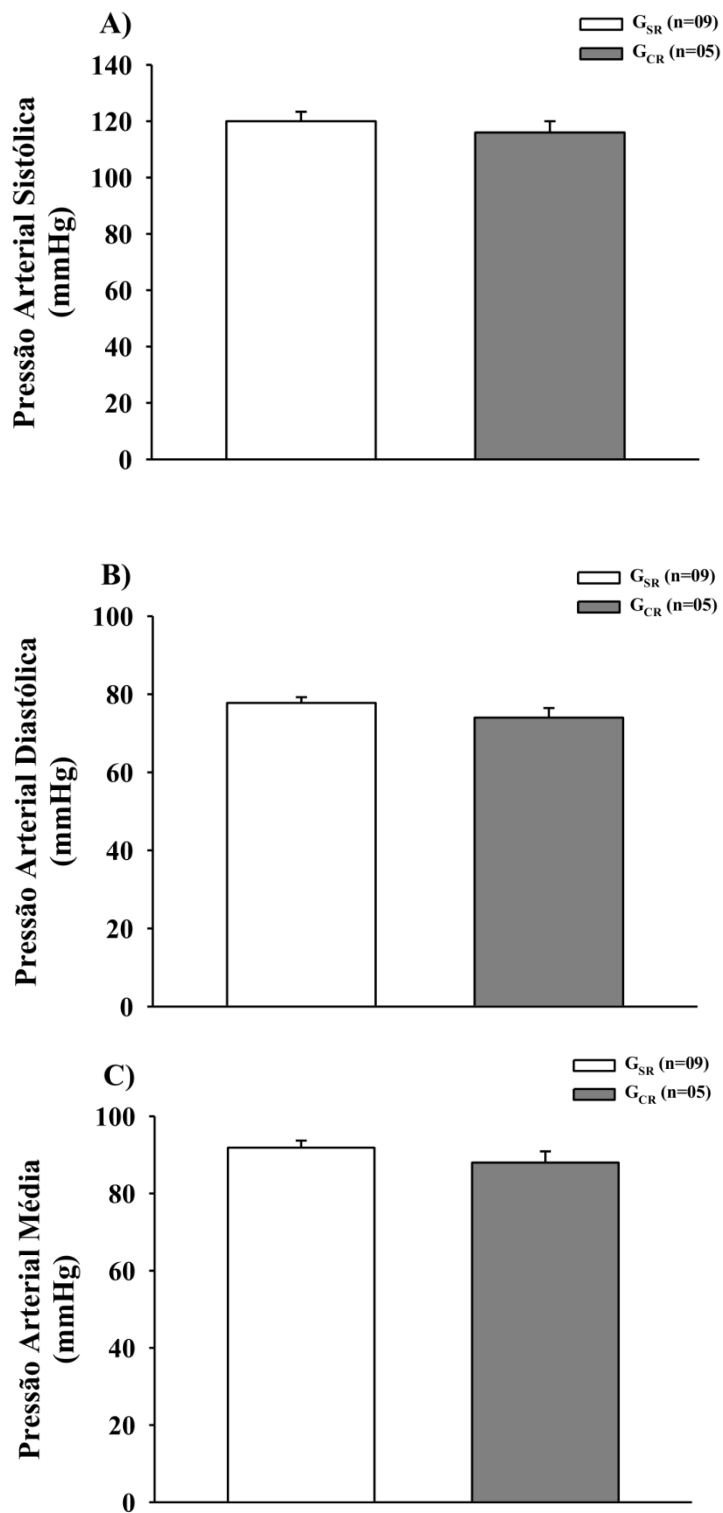 A)
G_SR (n=09)
G_CR (n=05)
Pressão Arterial Sistólica
(mmHg)
140
120
100
80
60
40
20
0
B)
G_SR (n=09)
G_CR (n=05)
Pressão Arterial Diastólica
(mmHg)
100
80
60
40
20
0
C)
G_SR (n=09)
G_CR (n=05)
Pressão Arterial Média
(mmHg)
100
80
60
40
20
0